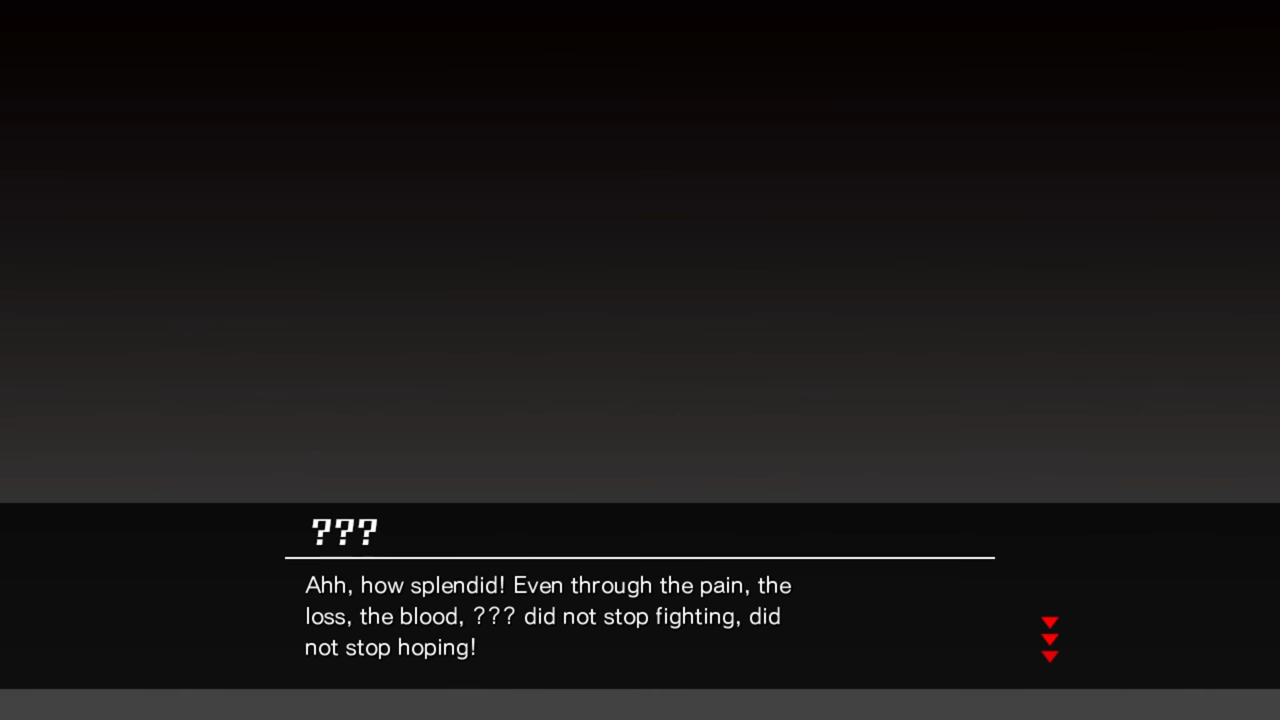 ???
Ahh, how splendid! Even through the pain, the
loss, the blood, ??? did not stop fighting, did
not stop hoping!